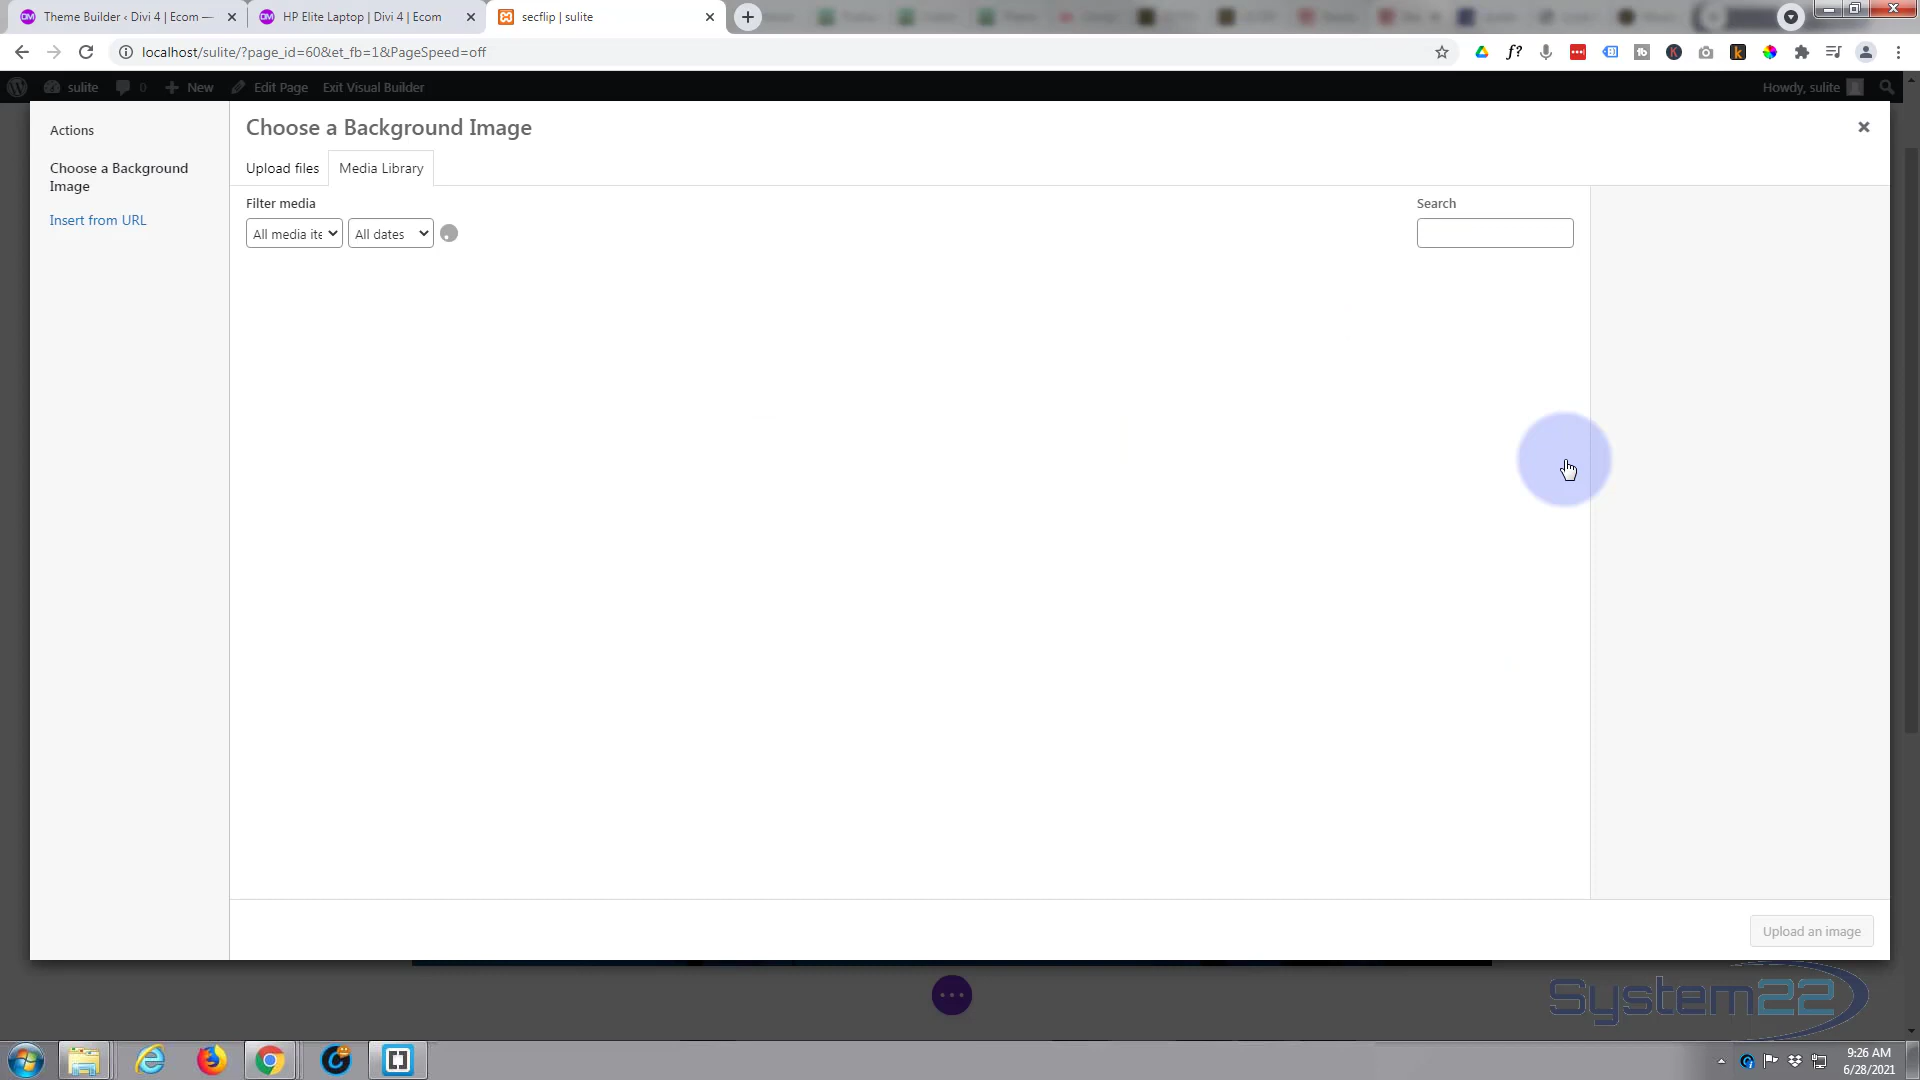 Theme Builder ‹ Divi 4 | Ecom —
HP Elite Laptop | Divi 4 | Ecom
secflip | sulite
localhost/sulite/?page_id=60&et_fb=1&PageSpeed=off
sulite
0
New
Edit Page
Exit Visual Builder
Howdy, sulite
Actions
Choose a Background
Image
Insert from URL
Choose a Background Image
Upload files
Media Library
Filter media
All media ite
All dates
Search
Upload an image
System22
9:26 AM
6/28/2021